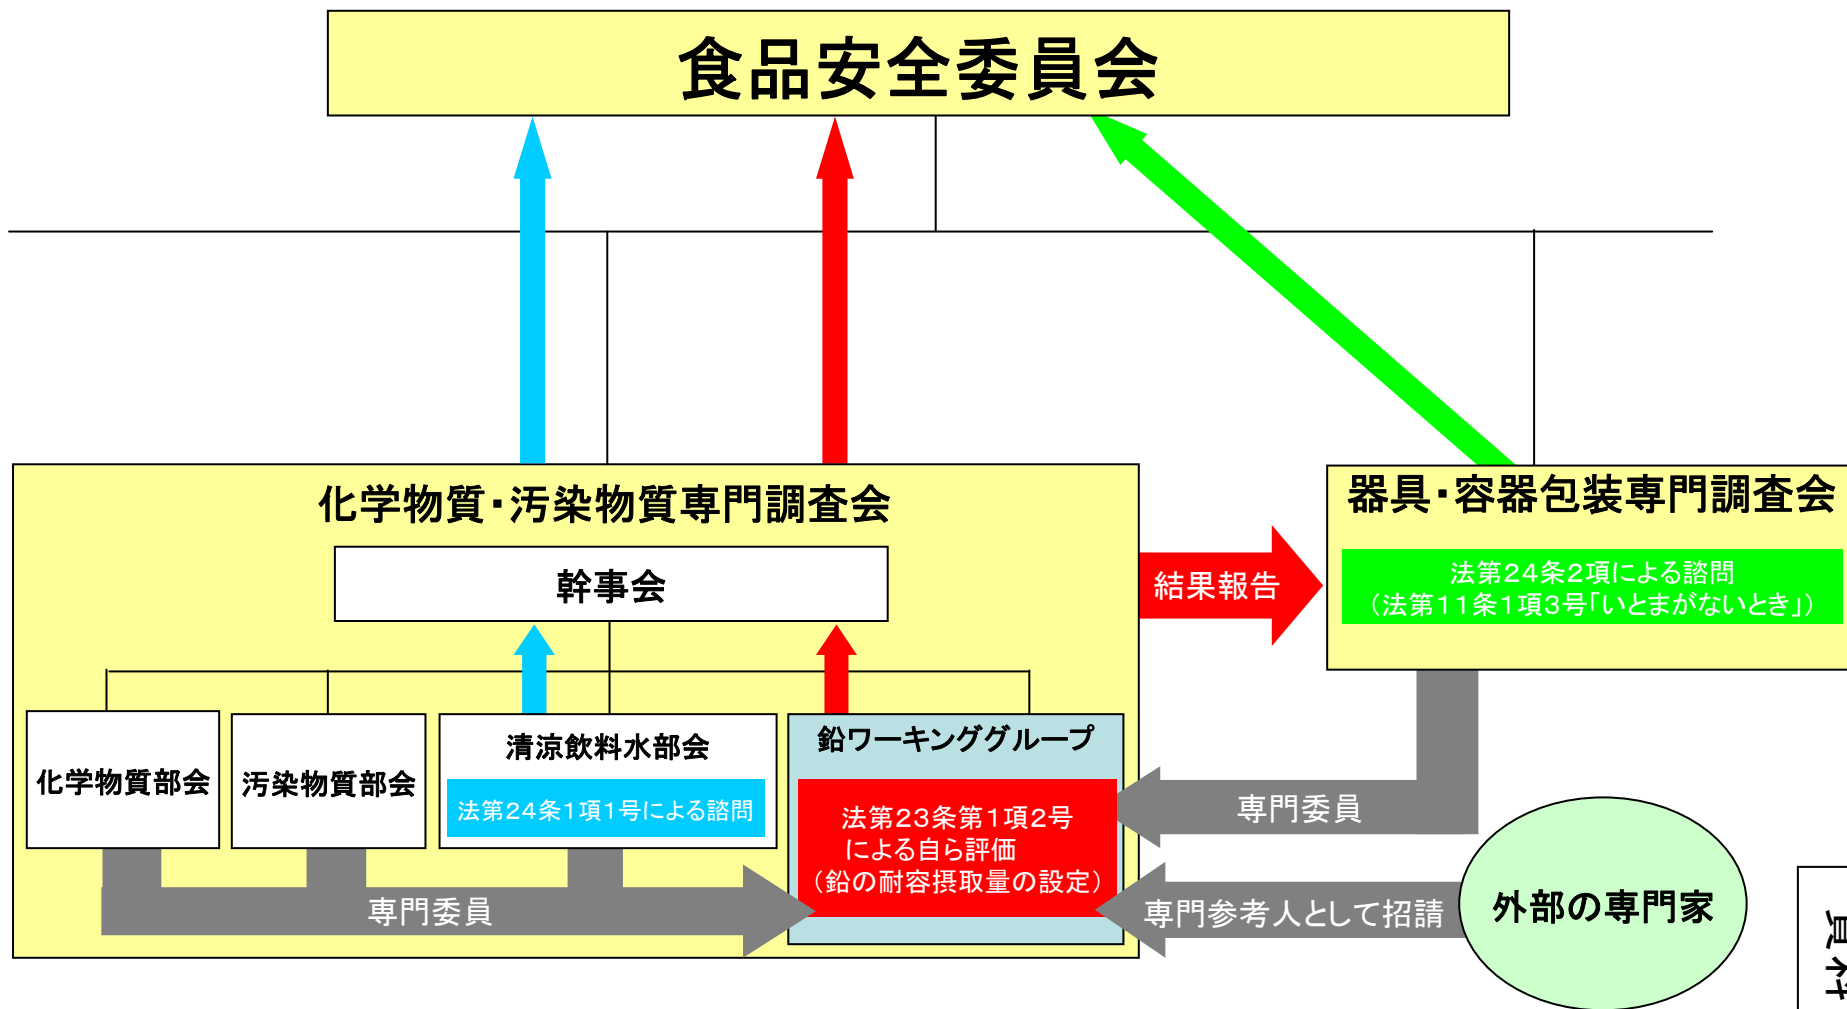 食品安全委員会
化学物質・汚染物質専門調査会
幹事会
化学物質部会
汚染物質部会
清涼飲料水部会
法第24条1項1号による諮問
鉛ワーキンググループ
法第23条第1項2号
による自ら評価
（鉛の耐容摂取量の設定）
専門委員
結果報告
器具・容器包装専門調査会
法第24条2項による諮問
（法第11条1項3号「いとまがないとき」）
専門委員
専門参考人として招請
外部の専門家
資料